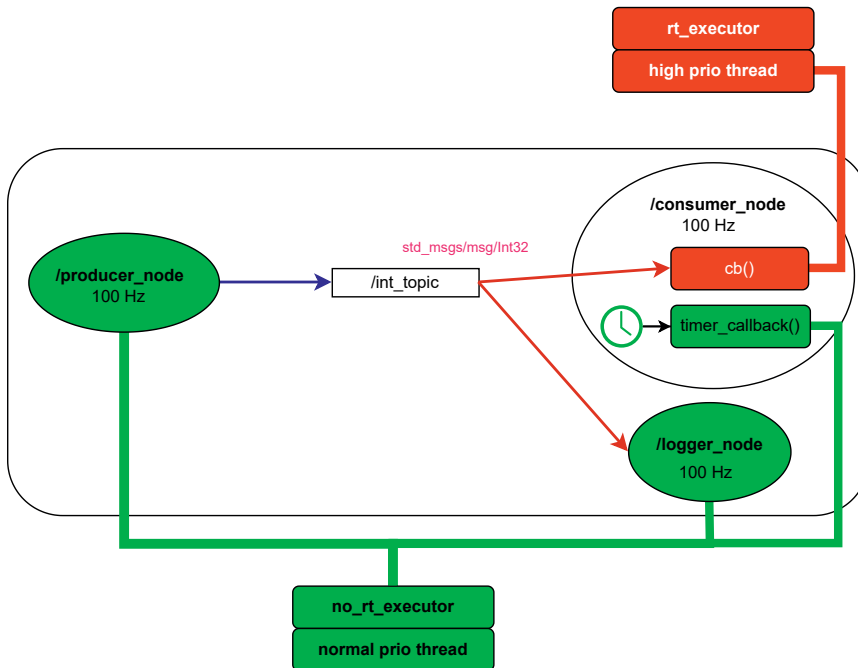 rt_executor
high prio thread
/consumer_node
100 Hz
std_msgs/msg/Int32
/producer_node
100 Hz
/int_topic
cb()
timer_callback()
/logger_node
100 Hz
no_rt_executor
normal prio thread